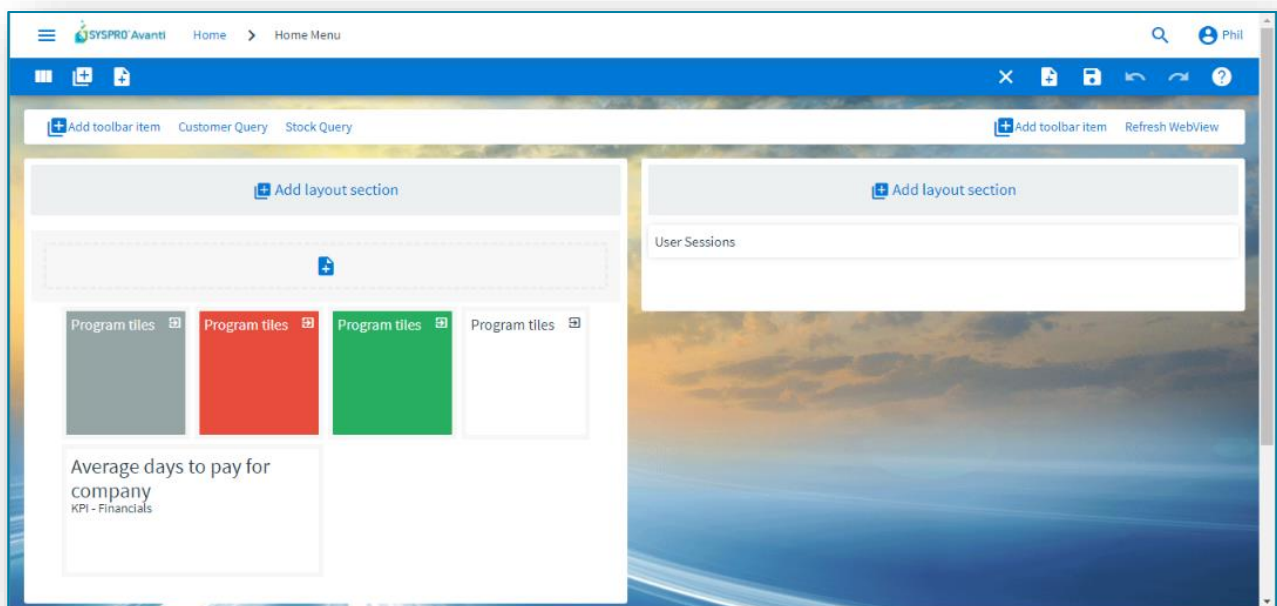 SYSPRO Avanti Home > Home Menu Phil
Add toolbar item Customer Query Stock Query Add toolbar item Refresh WebView
Add layout section Add layout section
User Sessions
Program tiles Program tiles Program tiles Program tiles
Average days to pay for
company
KPI - Financials